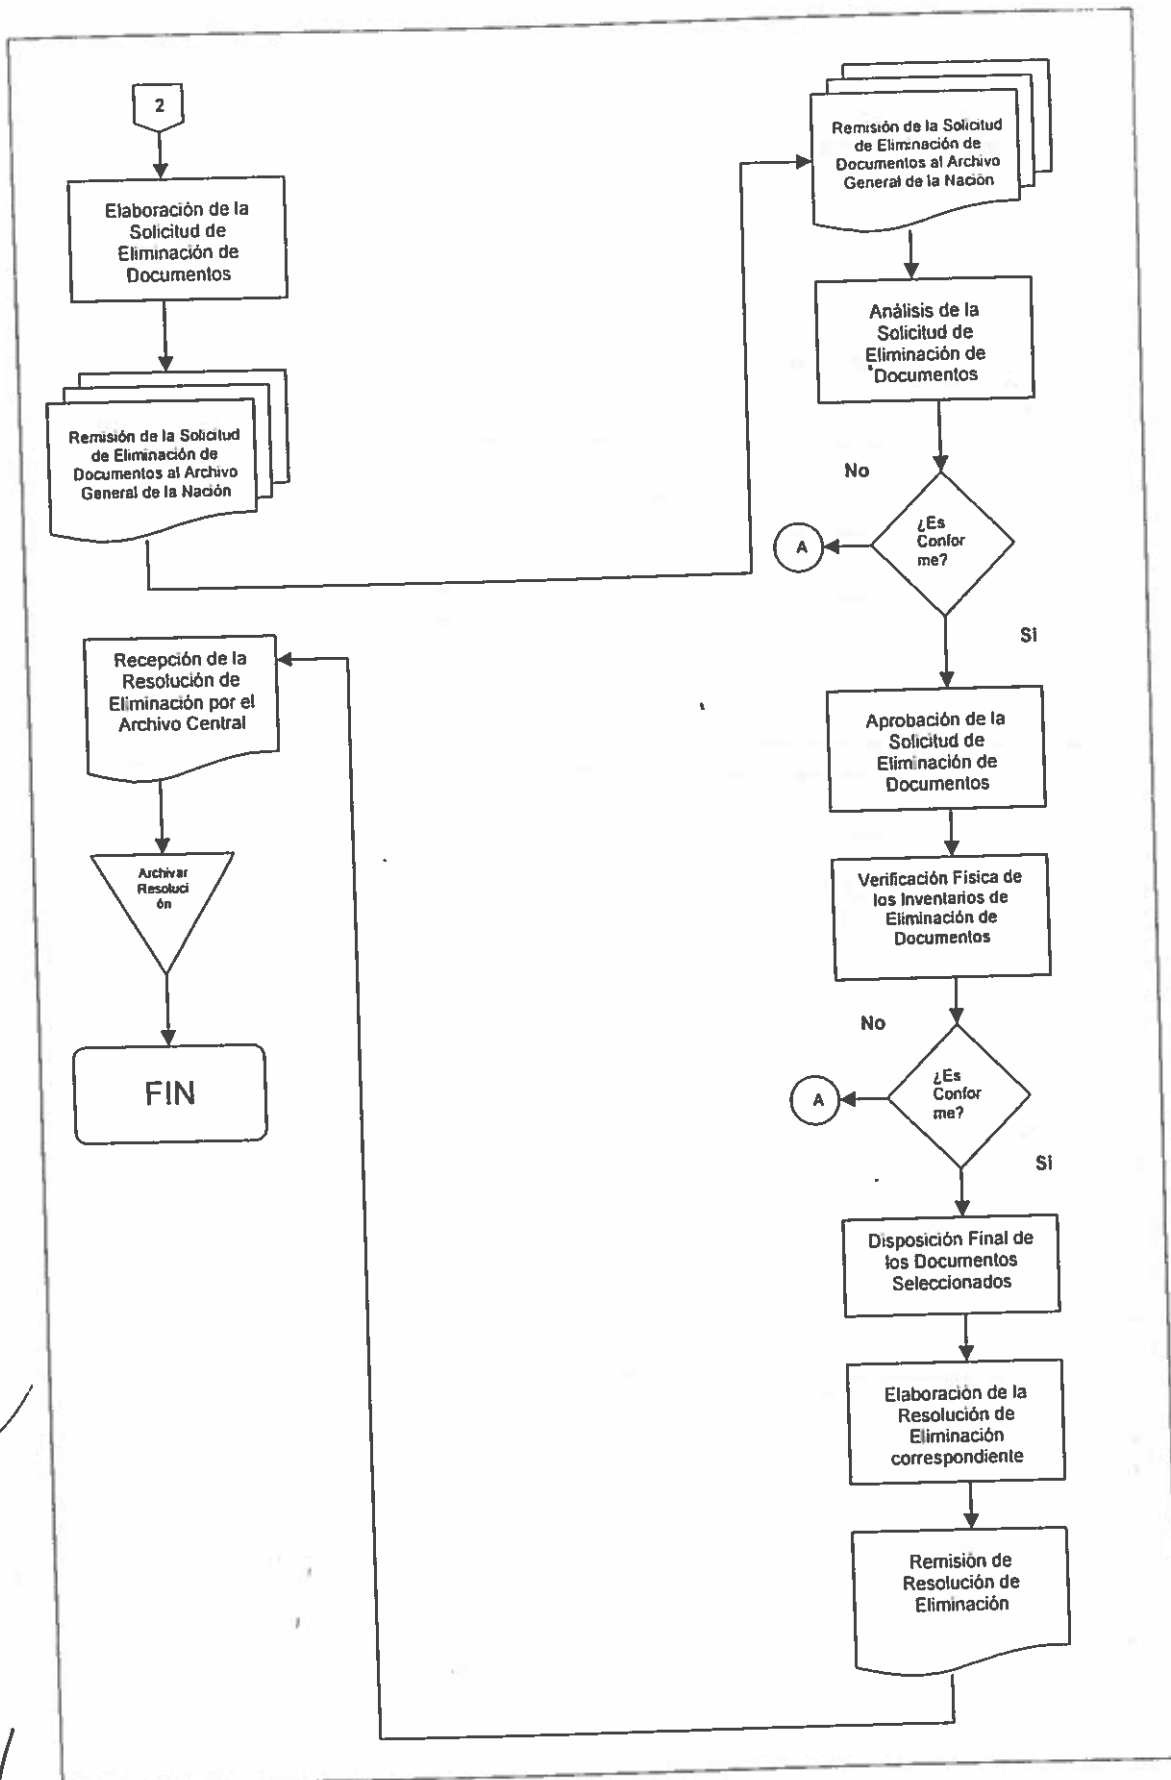 2
Elaboración de la
Solicitud de
Eliminación de
Documentos
Remisión de la Solicitud
de Eliminación de
Documentos al Archivo
General de la Nación
Remisión de la Solicitud
de Eliminación de
Documentos al Archivo
General de la Nación
Análisis de la
Solicitud de
Eliminación de
Documentos
No
¿Es
Confor
me?
A
Si
Aprobación de la
Solicitud de
Eliminación de
Documentos
Verificación Física de
los Inventarios de
Eliminación de
Documentos
No
¿Es
Confor
me?
A
Si
Disposición Final de
los Documentos
Seleccionados
Elaboración de la
Resolución de
Eliminación
correspondiente
Remisión de
Resolución de
Eliminación
Recepción de la
Resolución de
Eliminación por el
Archivo Central
Archivar
Resoluci
ón
FIN